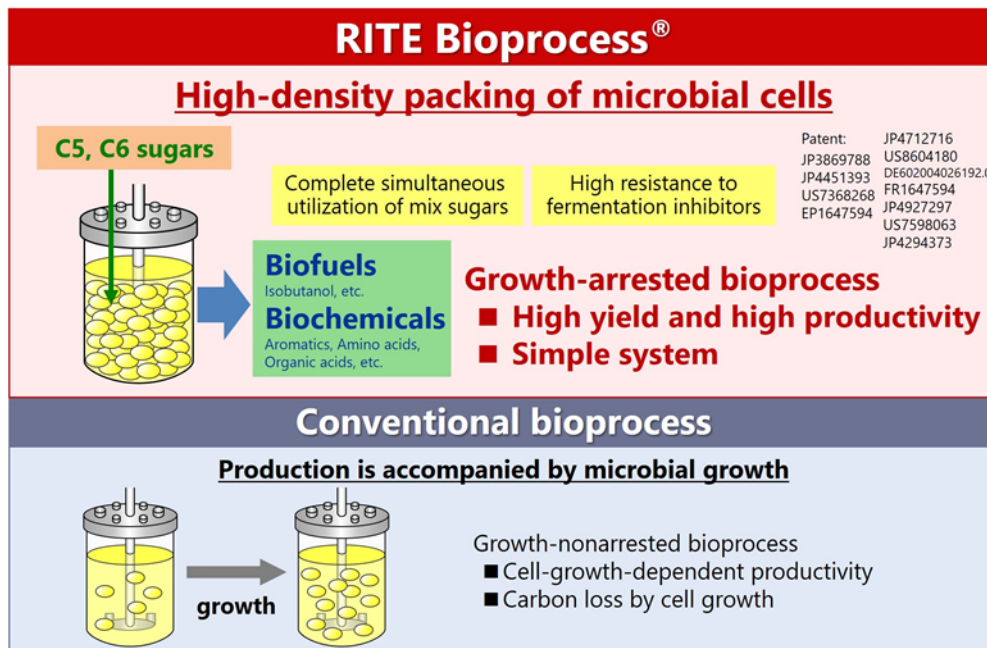 RITE Bioprocess®
High-density packing of microbial cells
C5, C6 sugars
Complete simultaneous
utilization of mix sugars
High resistance to
fermentation inhibitors
Patent:
JP3869788
JP4451393
US7368268
EP1647594
JP4712716
US8604180
DE602004026192.0
FR1647594
JP4927297
US7598063
JP4294373
Biofuels
Isobutanol, etc.
Biochemicals
Aromatics, Amino acids,
Organic acids, etc.
Growth-arrested bioprocess
■ High yield and high productivity
■ Simple system
Conventional bioprocess
Production is accompanied by microbial growth
growth
Growth-nonarrested bioprocess
■ Cell-growth-dependent productivity
■ Carbon loss by cell growth